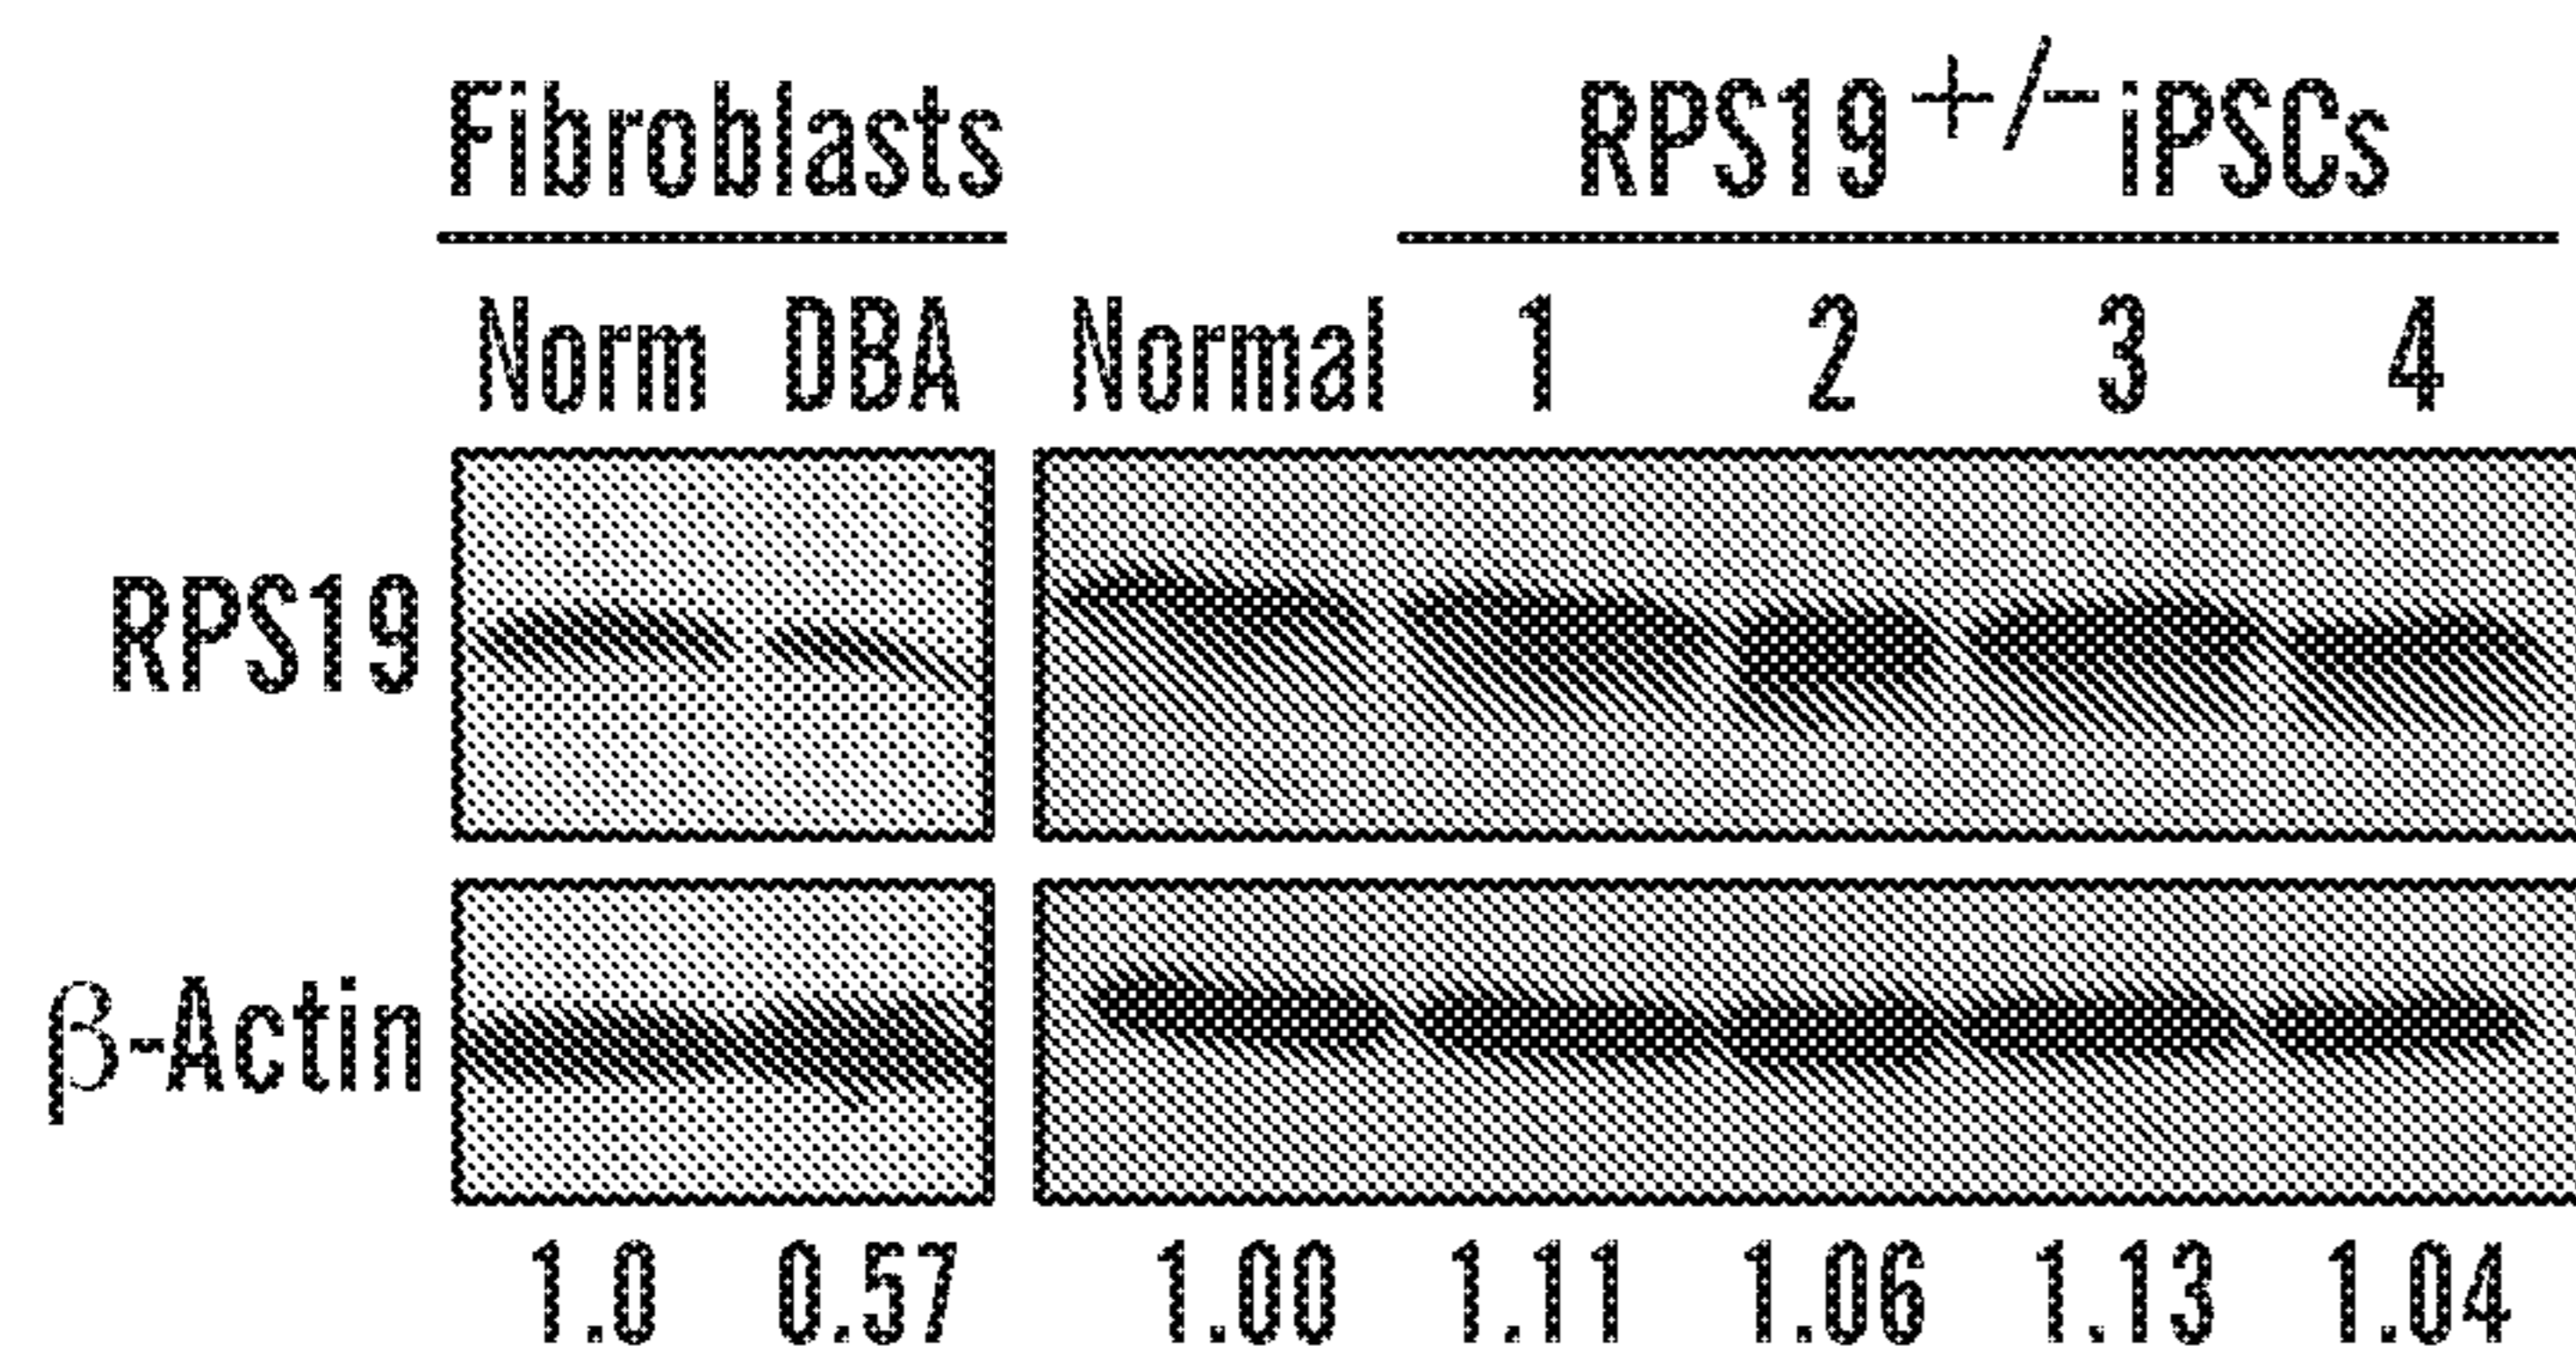 Fibroblasts RPS19+/- iPSCs
Norm DBA Normal 1 2 3 4
RPS19
β-Actin
1.0 0.57 1.00 1.11 1.06 1.13 1.04